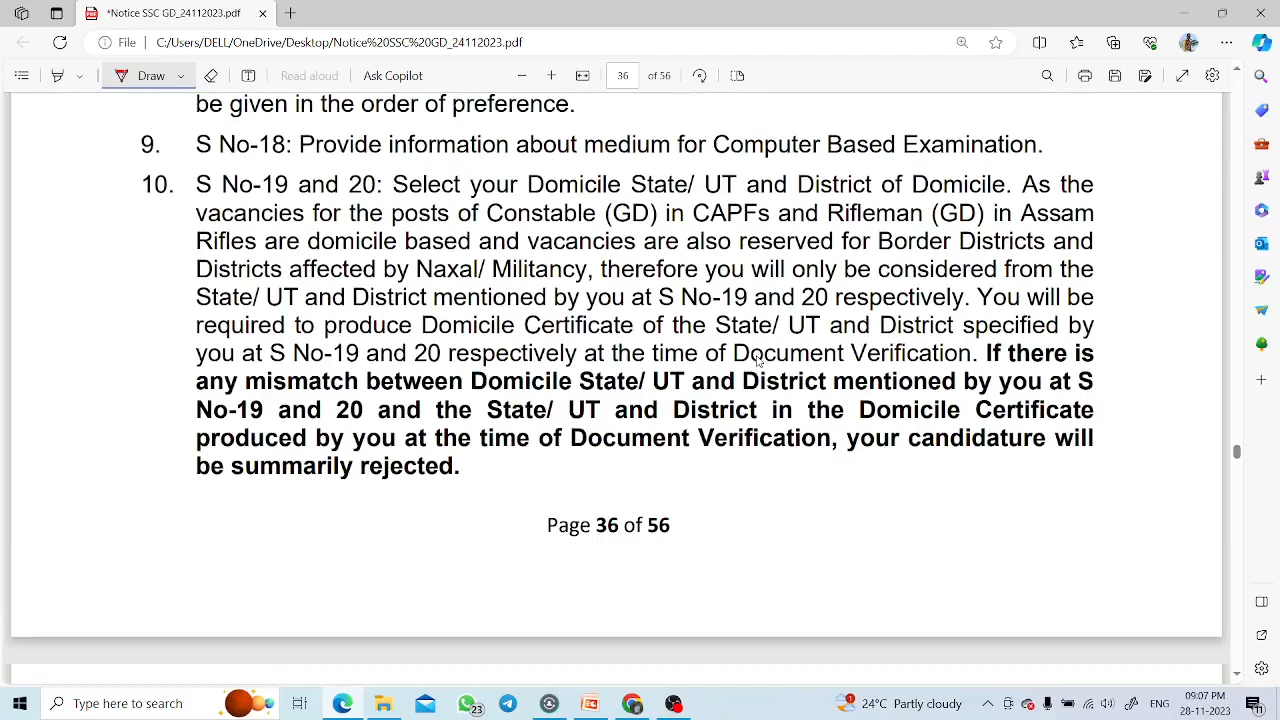 *Notice SSC GD_24112023.pdf
File C:/Users/DELL/OneDrive/Desktop/Notice%20SSC%20GD_24112023.pdf
Draw Read aloud Ask Copilot 36 of 56
be given in the order of preference.
9. S No-18: Provide information about medium for Computer Based Examination.
10. S No-19 and 20: Select your Domicile State/ UT and District of Domicile. As the
vacancies for the posts of Constable (GD) in CAPFs and Rifleman (GD) in Assam
Rifles are domicile based and vacancies are also reserved for Border Districts and
Districts affected by Naxal/ Militancy, therefore you will only be considered from the
State/ UT and District mentioned by you at S No-19 and 20 respectively. You will be
required to produce Domicile Certificate of the State/ UT and District specified by
you at S No-19 and 20 respectively at the time of Document Verification. If there is
any mismatch between Domicile State/ UT and District mentioned by you at S
No-19 and 20 and the State/ UT and District in the Domicile Certificate
produced by you at the time of Document Verification, your candidature will
be summarily rejected.
Page 36 of 56
Type here to search 23 1 24°C Partly cloudy ENG 09:07 PM
28-11-2023 11